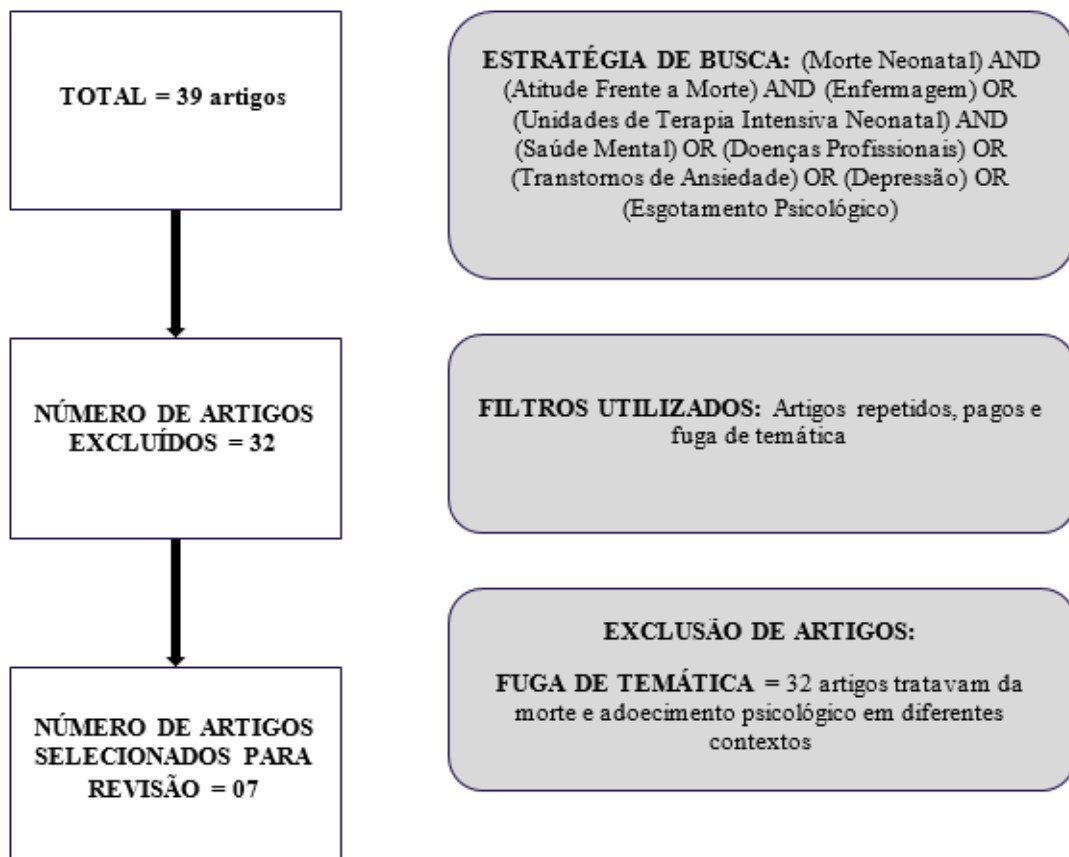 TOTAL = 39 artigos
ESTRATÉGIA DE BUSCA: (Morte Neonatal) AND
(Atitude Frente a Morte) AND (Enfermagem) OR
(Unidades de Terapia Intensiva Neonatal) AND
(Saúde Mental) OR (Doenças Profissionais) OR
(Transtornos de Ansiedade) OR (Depressão) OR
(Esgotamento Psicológico)
NÚMERO DE ARTIGOS
EXCLUÍDOS = 32
FILTROS UTILIZADOS: Artigos repetidos, pagos e
fuga de temática
NÚMERO DE ARTIGOS
SELECIONADOS PARA
REVISÃO = 07
EXCLUSÃO DE ARTIGOS:
FUGA DE TEMÁTICA = 32 artigos tratavam da
morte e adoecimento psicológico em diferentes
contextos